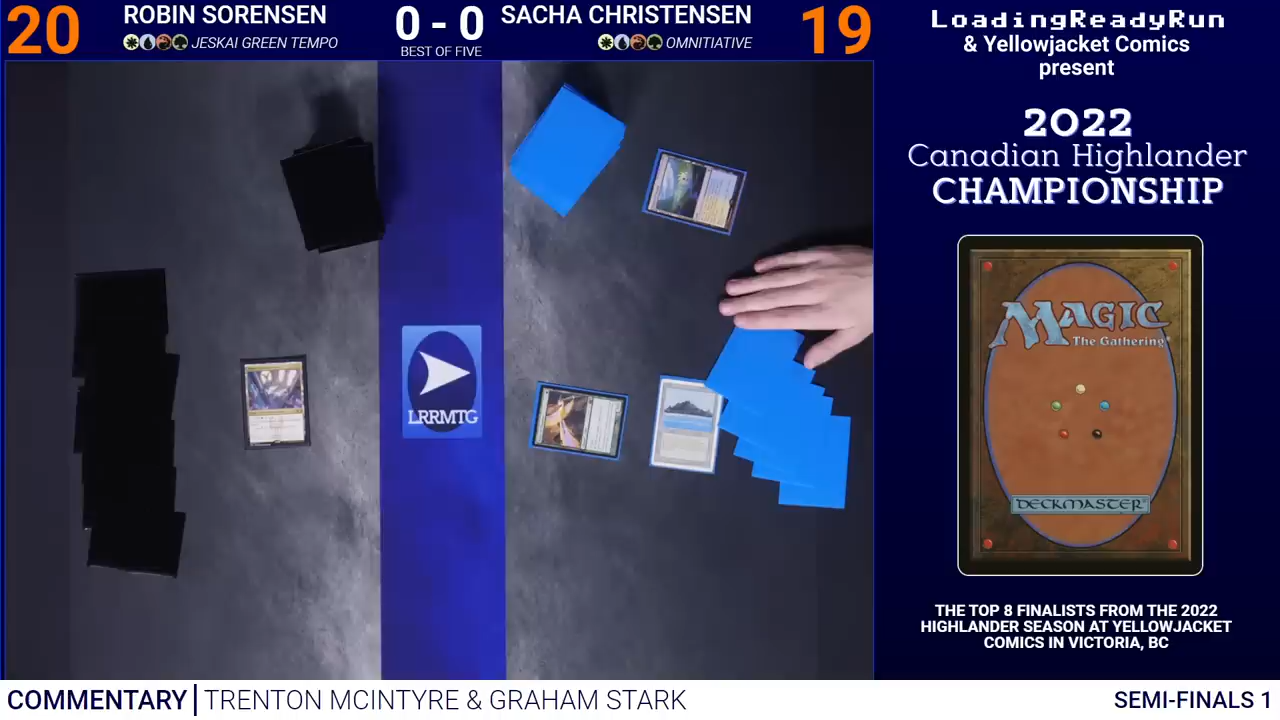 20
ROBIN SORENSEN
JESKAI GREEN TEMPO
0 - 0
BEST OF FIVE
SACHA CHRISTENSEN
OMNITIATIVE
19
LoadingReadyRun
& Yellowjacket Comics
present
2022
Canadian Highlander
CHAMPIONSHIP
MAGIC
The Gathering®
DECKMASTER
LRRMTG
THE TOP 8 FINALISTS FROM THE 2022
HIGHLANDER SEASON AT YELLOWJACKET
COMICS IN VICTORIA, BC
COMMENTARY
TRENTON MCINTYRE & GRAHAM STARK
SEMI-FINALS 1